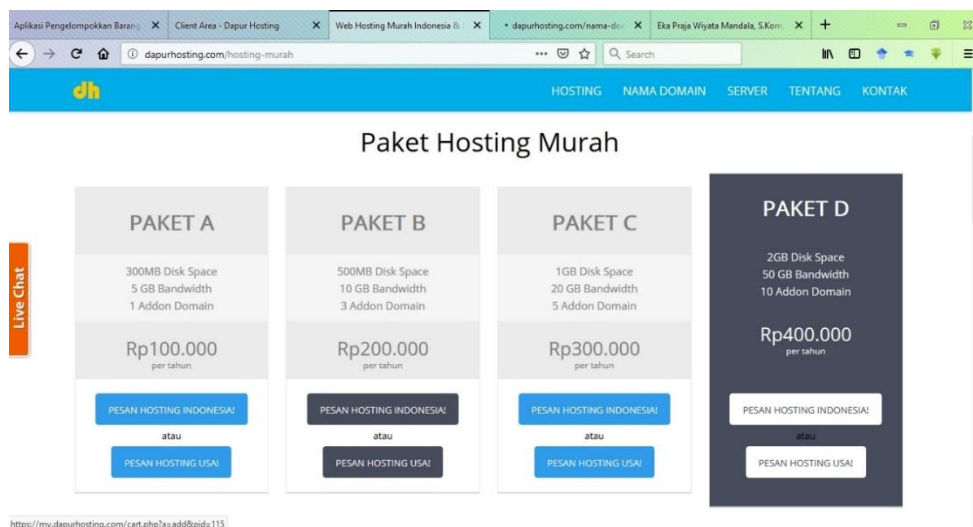 Aplikasi Pengelompokkan Barang
Client Area - Dapur Hosting
Web Hosting Murah Indonesia &
dapurhosting.com/nama-do
Eka Praja Wiyata Mandala, S.Kom,
dapurhosting.com/hosting-murah
Search
dh
HOSTING NAMA DOMAIN SERVER TENTANG KONTAK
Paket Hosting Murah
PAKET A
300MB Disk Space
5 GB Bandwidth
1 Addon Domain
Rp100.000
per tahun
PESAN HOSTING INDONESIA!
atau
PESAN HOSTING USA!
PAKET B
500MB Disk Space
10 GB Bandwidth
3 Addon Domain
Rp200.000
per tahun
PESAN HOSTING INDONESIA!
atau
PESAN HOSTING USA!
PAKET C
1GB Disk Space
20 GB Bandwidth
5 Addon Domain
Rp300.000
per tahun
PESAN HOSTING INDONESIA!
atau
PESAN HOSTING USA!
PAKET D
2GB Disk Space
50 GB Bandwidth
10 Addon Domain
Rp400.000
per tahun
PESAN HOSTING INDONESIA!
atau
PESAN HOSTING USA!
Live Chat
https://my.dapurhosting.com/cart.php?a=add&pid=115